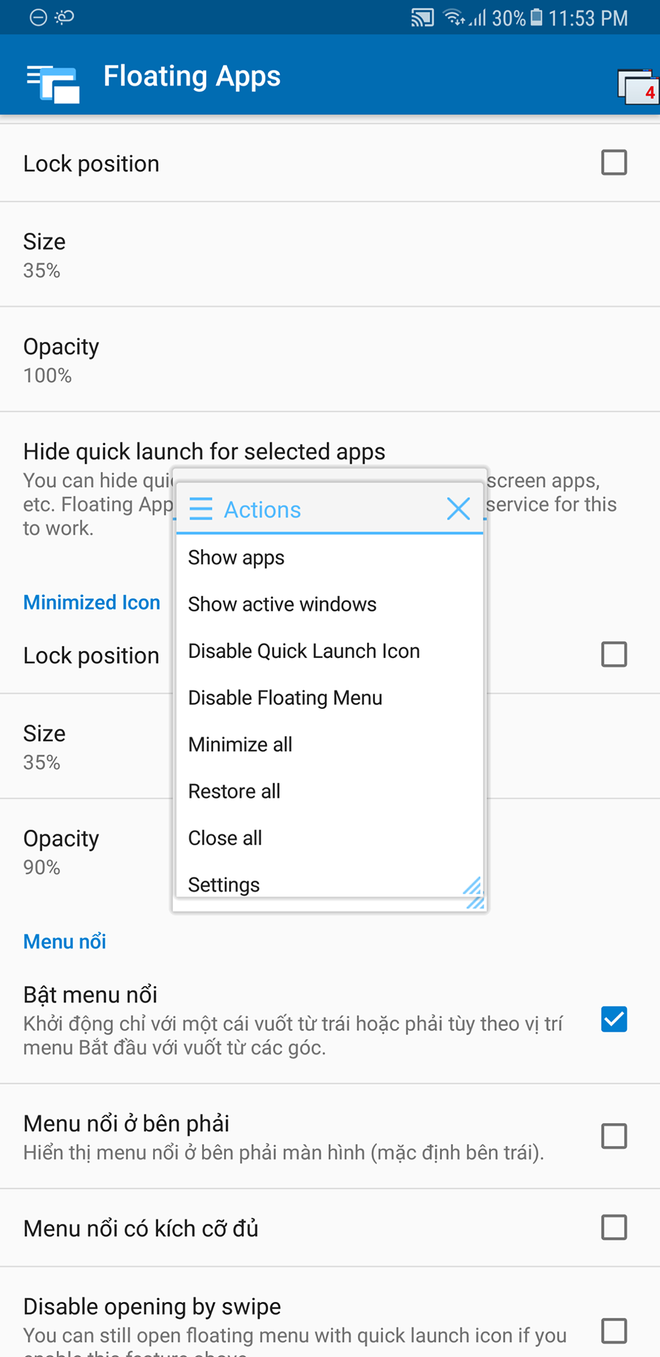 30% 11:53 PM
Floating Apps
4
Lock position
Size
35%
Opacity
100%
Hide quick launch for selected apps
You can hide screen apps,
etc. Floating App service for this
to work.
Actions
Show apps
Show active windows
Disable Quick Launch Icon
Disable Floating Menu
Minimize all
Restore all
Close all
Settings
Minimized Icon
Lock position
Size
35%
Opacity
90%
Menu nổi
Bật menu nổi
Khởi động chỉ với một cái vuốt từ trái hoặc phải tùy theo vị trí
menu Bắt đầu với vuốt từ các góc.
Menu nổi ở bên phải
Hiển thị menu nổi ở bên phải màn hình (mặc định bên trái).
Menu nổi có kích cỡ đủ
Disable opening by swipe
You can still open floating menu with quick launch icon if you